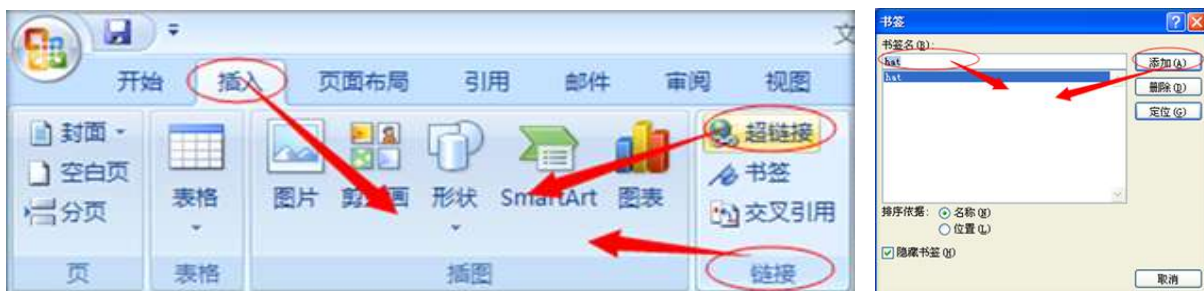 文
开始 插入 页面布局 引用 邮件 审阅 视图
封面
空白页
分页
表格
图片 剪 画 形状 SmartArt 图表
超链接
书签
交叉引用
页 表格 插图 链接
书签
书签名(B):
hat
hat
添加(A)
删除(D)
定位(G)
排序依据: 名称(N)
位置(L)
隐藏书签(H)
取消